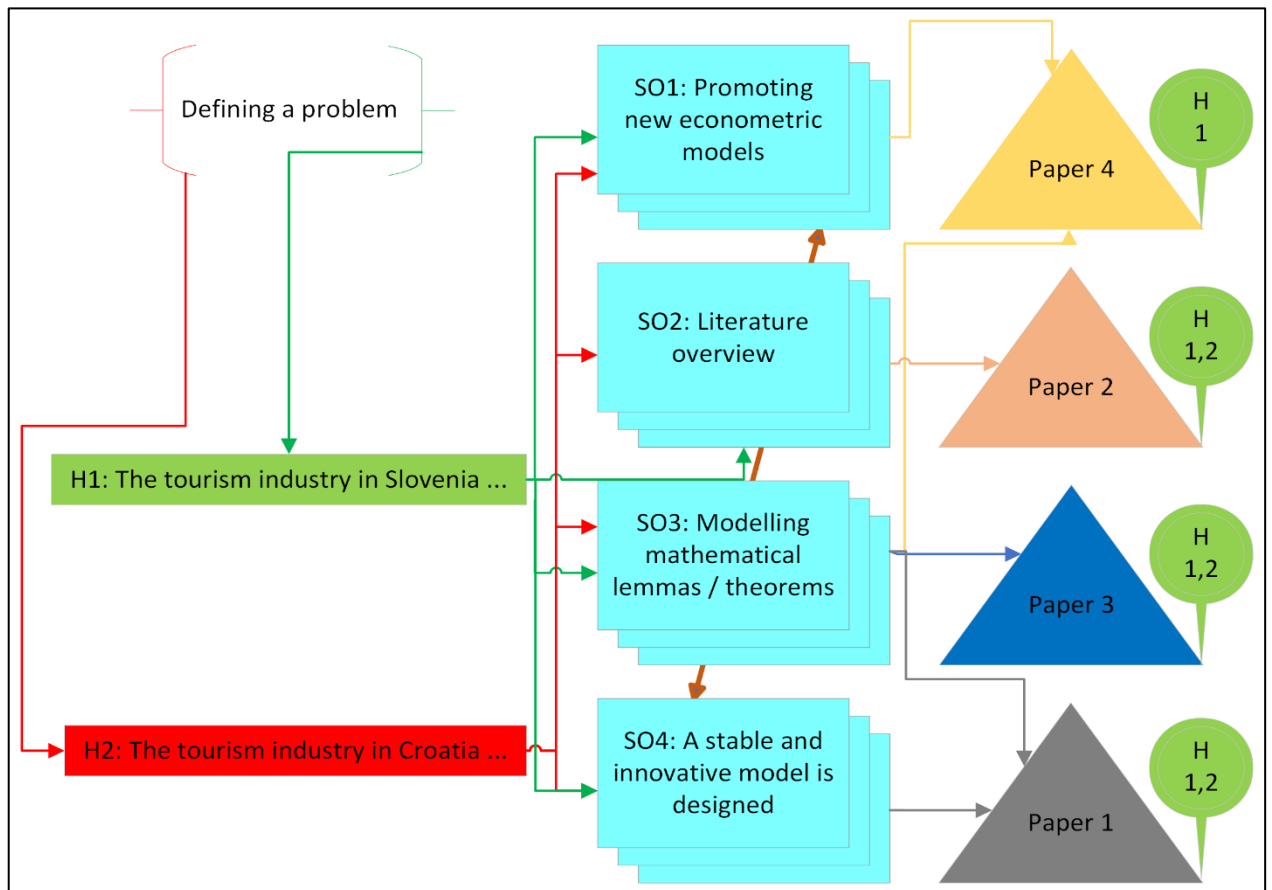 Defining a problem
SO1: Promoting
new econometric
models
Paper 4
H
1
SO2: Literature
overview
Paper 2
H
1,2
H1: The tourism industry in Slovenia ...
SO3: Modelling
mathematical
lemmas / theorems
Paper 3
H
1,2
H2: The tourism industry in Croatia ...
SO4: A stable and
innovative model is
designed
Paper 1
H
1,2